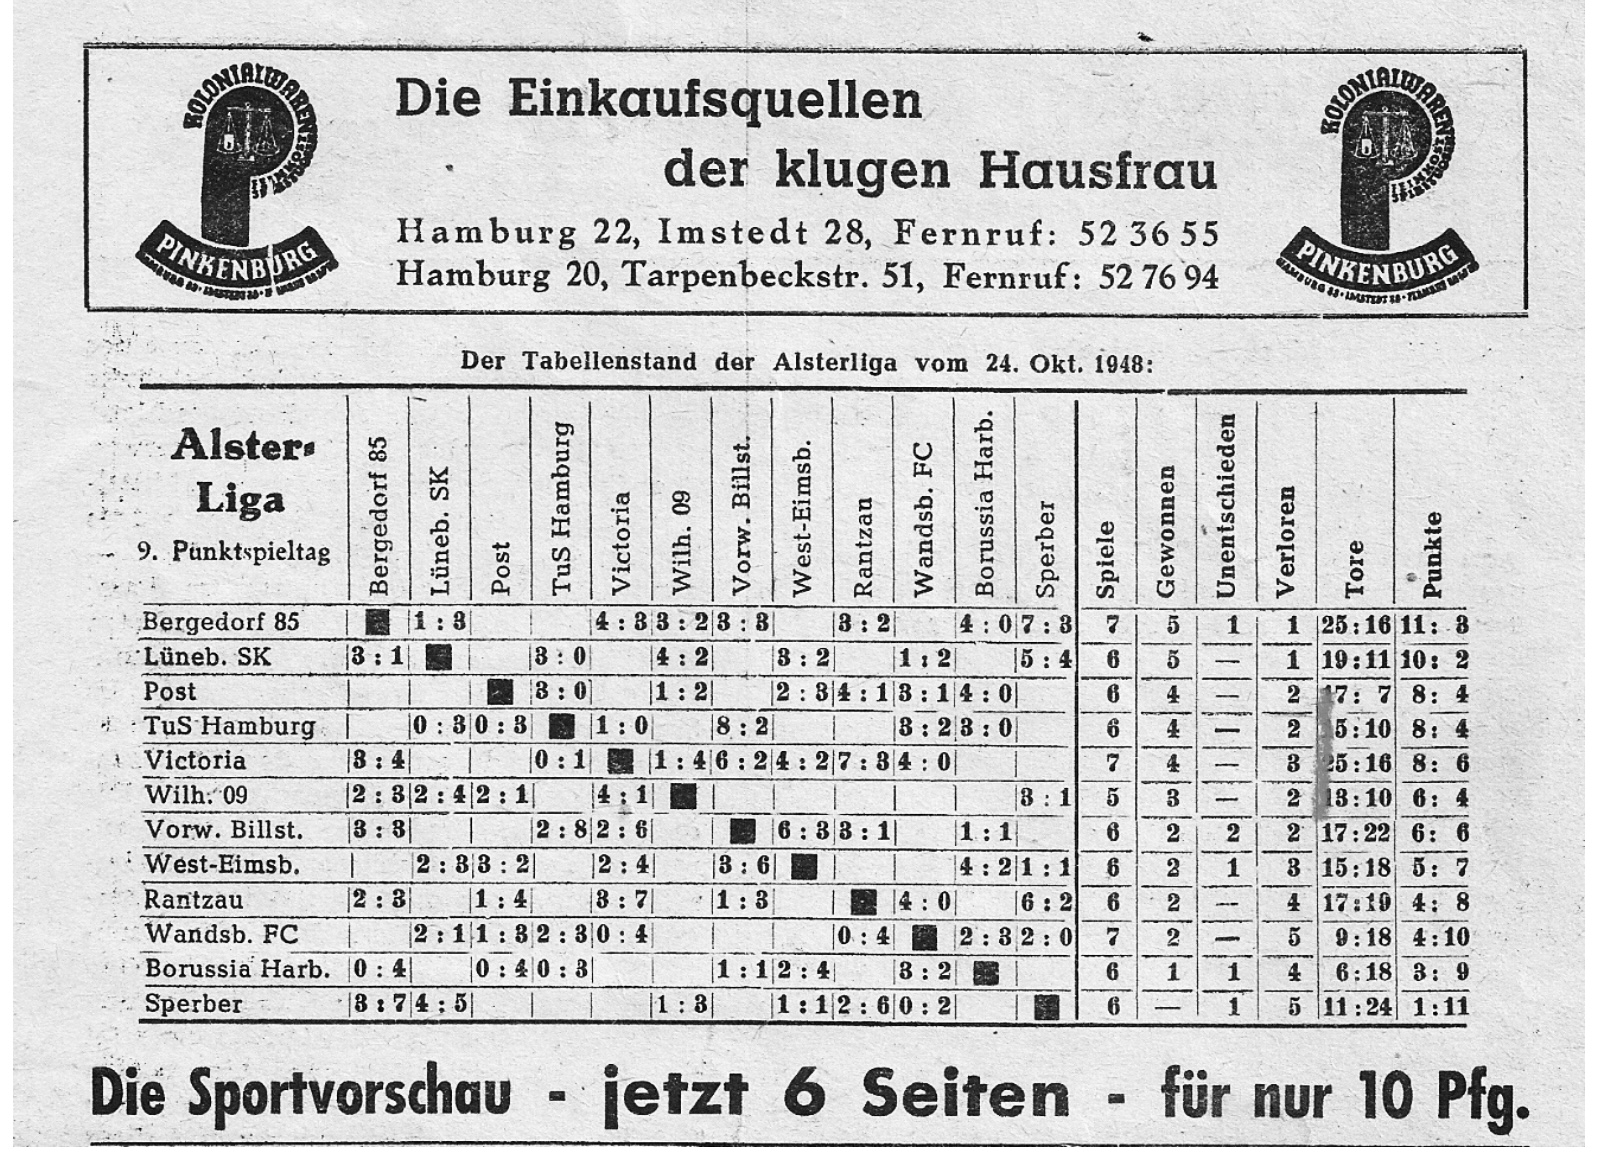 KOLONIALWAREN
PINKENBURG
Die Einkaufsquellen
der klugen Hausfrau
Hamburg 22, Imstedt 28, Fernruf: 52 36 55
Hamburg 20, Tarpenbeckstr. 51, Fernruf: 52 76 94
KOLONIALWAREN
PINKENBURG
Der Tabellenstand der Alsterliga vom 24. Okt. 1948:
Alster-
Liga
9. Punktspieltag
Bergedorf 85
Lüneb. SK
Post
TuS Hamburg
Victoria
Wilh. 09
Vorw. Billst.
West-Eimsb.
Rantzau
Wandsb. FC
Borussia Harb.
Sperber
Spiele
Gewonnen
Unentschieden
Verloren
Tore
Punkte
Bergedorf 85 1:3 4:3 3:2 3:3 3:2 4:0 7:3 7 5 1 1 25:16 11: 3
Lüneb. SK 3:1 3:0 4:2 3:2 1:2 5:4 6 5 — 1 19:11 10: 2
Post 3:0 1:2 2:3 4:1 3:1 4:0 6 4 — 2 17: 7 8: 4
TuS Hamburg 0:3 0:3 1:0 8:2 3:2 3:0 6 4 — 2 5:10 8: 4
Victoria 3:4 0:1 1:4 6:2 4:2 7:3 4:0 7 4 — 3 25:16 8: 6
Wilh. 09 2:3 2:4 2:1 4:1 3:1 5 3 — 2 13:10 6: 4
Vorw. Billst. 3:3 2:8 2:6 6:3 3:1 1:1 6 2 2 2 17:22 6: 6
West-Eimsb. 2:3 3:2 2:4 3:6 4:2 1:1 6 2 1 3 15:18 5: 7
Rantzau 2:3 1:4 3:7 1:3 4:0 6:2 6 2 — 4 17:19 4: 8
Wandsb. FC 2:1 1:3 2:3 0:4 0:4 2:3 2:0 7 2 — 5 9:18 4:10
Borussia Harb. 0:4 0:4 0:3 1:1 2:4 3:2 6 1 1 4 6:18 3: 9
Sperber 3:7 4:5 1:3 1:1 2:6 0:2 6 — 1 5 11:24 1:11
Die Sportvorschau - jetzt 6 Seiten - für nur 10 Pfg.